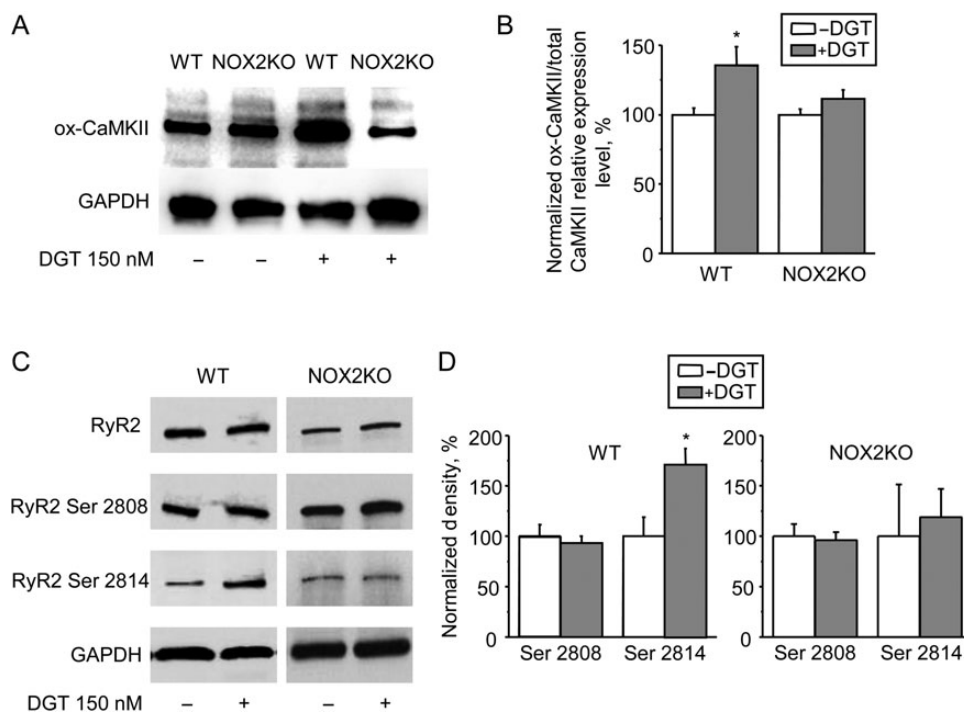 A
WT NOX2KO WT NOX2KO
ox-CaMKII
GAPDH
DGT 150 nM – – + +
B
–DGT
+DGT
Normalized ox-CaMKII/total
CaMKII relative expression
level, %
150
*
100
50
0
WT NOX2KO
C
WT NOX2KO
RyR2
RyR2 Ser 2808
RyR2 Ser 2814
GAPDH
DGT 150 nM – + – +
D
–DGT
+DGT
Normalized density, %
200
150
100
50
0
WT
*
Ser 2808 Ser 2814
200
150
100
50
0
NOX2KO
Ser 2808 Ser 2814